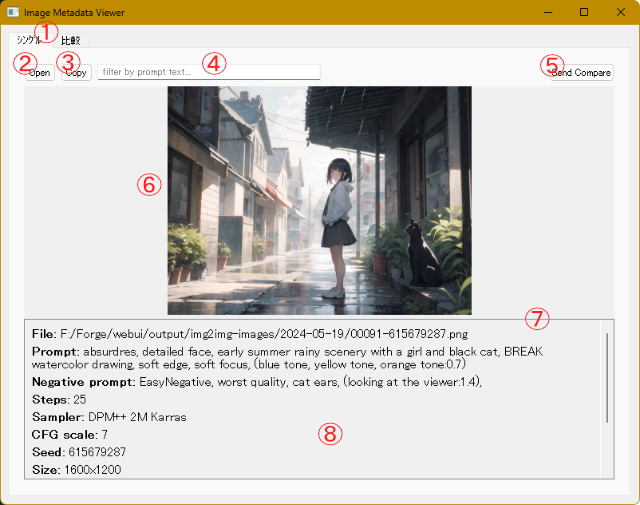 Image Metadata Viewer
シングル ① 比較
② Open ③ Copy filter by prompt text... ④ ⑤ Send Compare
⑥
⑦
File: F:/Forge/webui/output/img2img-images/2024-05-19/00091-615679287.png
Prompt: absurdres, detailed face, early summer rainy scenery with a girl and black cat, BREAK
watercolor drawing, soft edge, soft focus, (blue tone, yellow tone, orange tone:0.7)
Negative prompt: EasyNegative, worst quality, cat ears, (looking at the viewer:1.4),
Steps: 25
Sampler: DPM++ 2M Karras
CFG scale: 7
⑧
Seed: 615679287
Size: 1600x1200